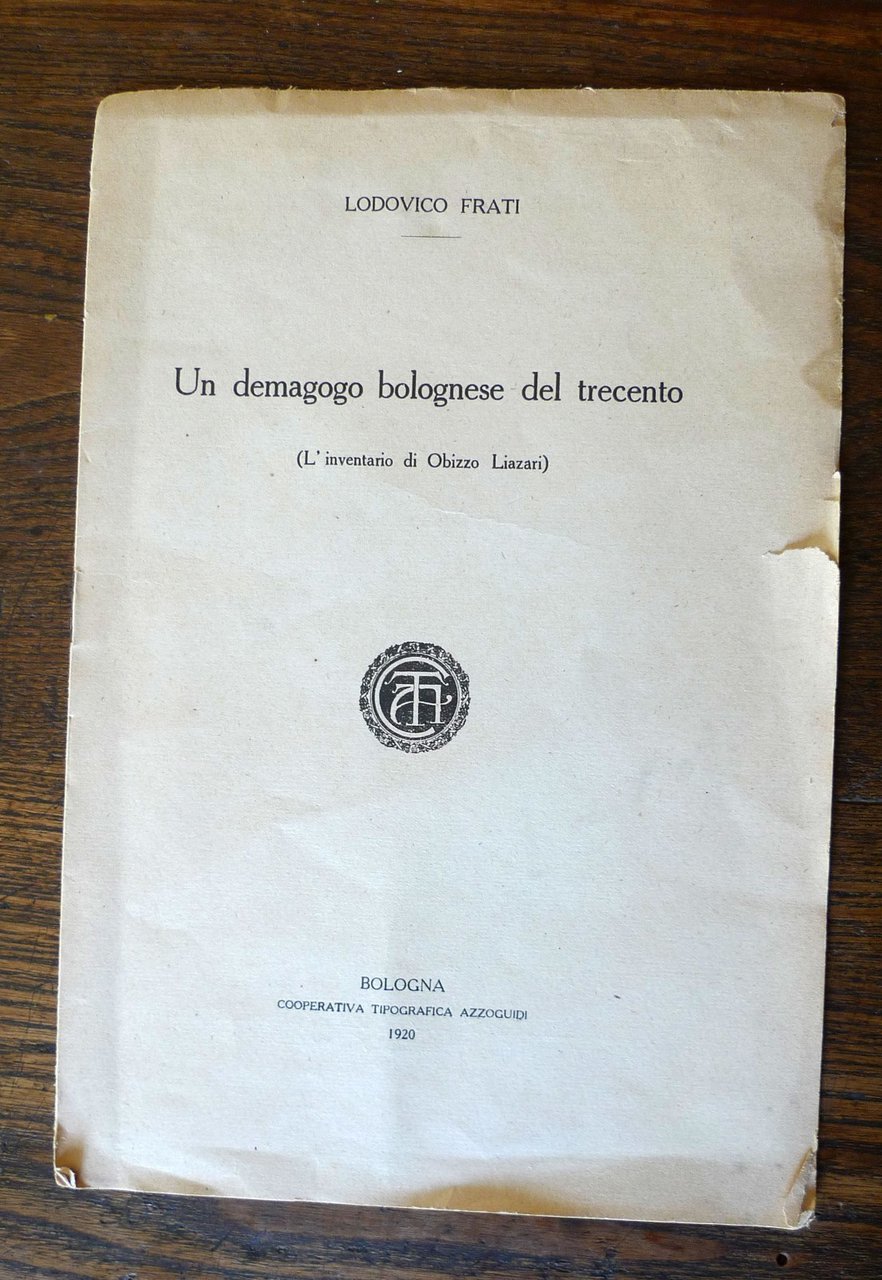 LODOVICO FRATI
Un demagogo bolognese del trecento
(L' inventario di Obizzo Liazari)
BOLOGNA
COOPERATIVA TIPOGRAFICA AZZOGUIDI
1920